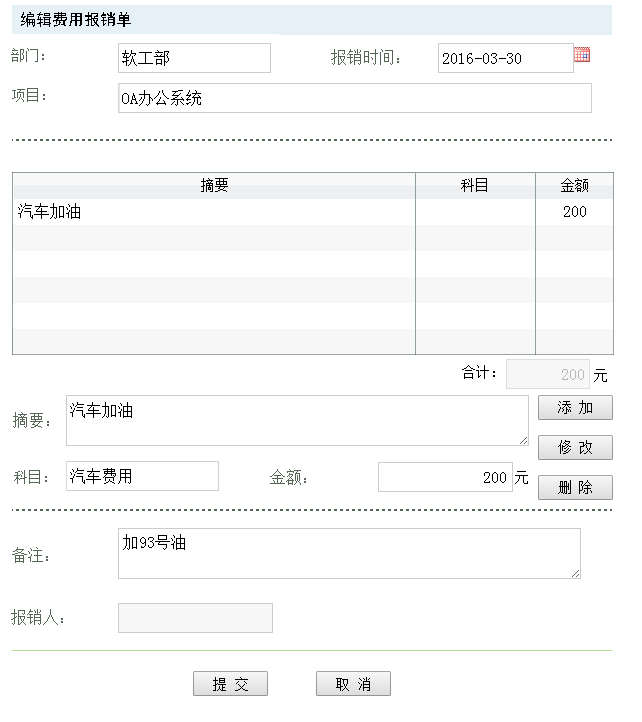 编辑费用报销单
部门： 软工部 报销时间： 2016-03-30
项目： OA办公系统
摘要 科目 金额
汽车加油 200
合计： 200 元
摘要： 汽车加油 添 加
修 改
科目： 汽车费用 金额： 200 元
删 除
备注： 加93号油
报销人：
提 交 取 消